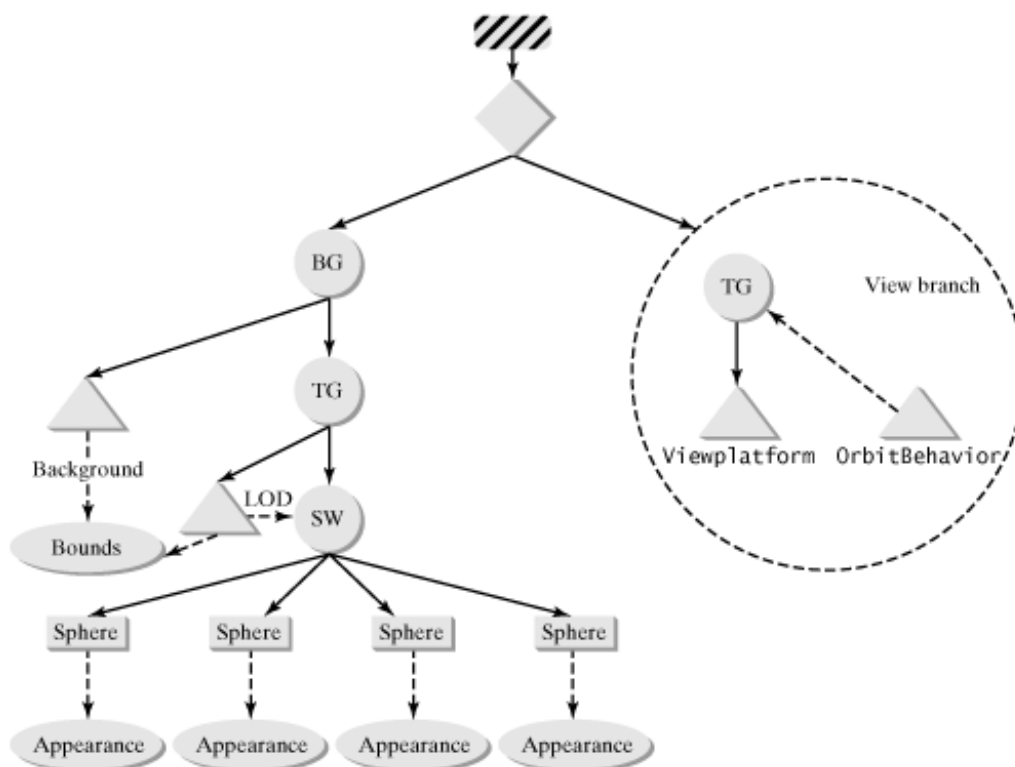 BG
TG
View branch
TG
Viewplatform
OrbitBehavior
Background
LOD
SW
Bounds
Sphere
Sphere
Sphere
Sphere
Appearance
Appearance
Appearance
Appearance